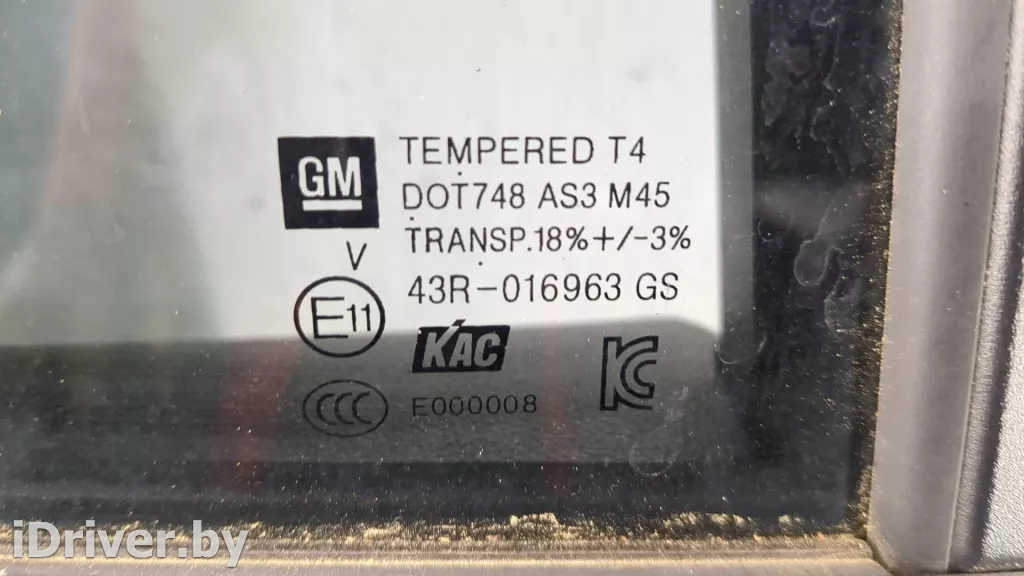 GM
TEMPERED T4
DOT748 AS3 M45
TRANSP.18%+/-3%
V
43R-016963 GS
E11
KAC
CCC
E000008
KC
iDriver.by